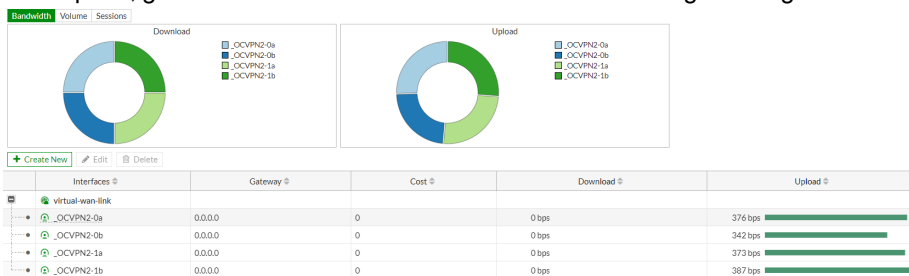 Bandwidth Volume Sessions
Download
_OCVPN2-0a
_OCVPN2-0b
_OCVPN2-1a
_OCVPN2-1b
Upload
_OCVPN2-0a
_OCVPN2-0b
_OCVPN2-1a
_OCVPN2-1b
+ Create New Edit Delete
Interfaces Gateway Cost Download Upload
virtual-wan-link
_OCVPN2-0a 0.0.0.0 0 0 bps 376 bps
_OCVPN2-0b 0.0.0.0 0 0 bps 342 bps
_OCVPN2-1a 0.0.0.0 0 0 bps 373 bps
_OCVPN2-1b 0.0.0.0 0 0 bps 387 bps